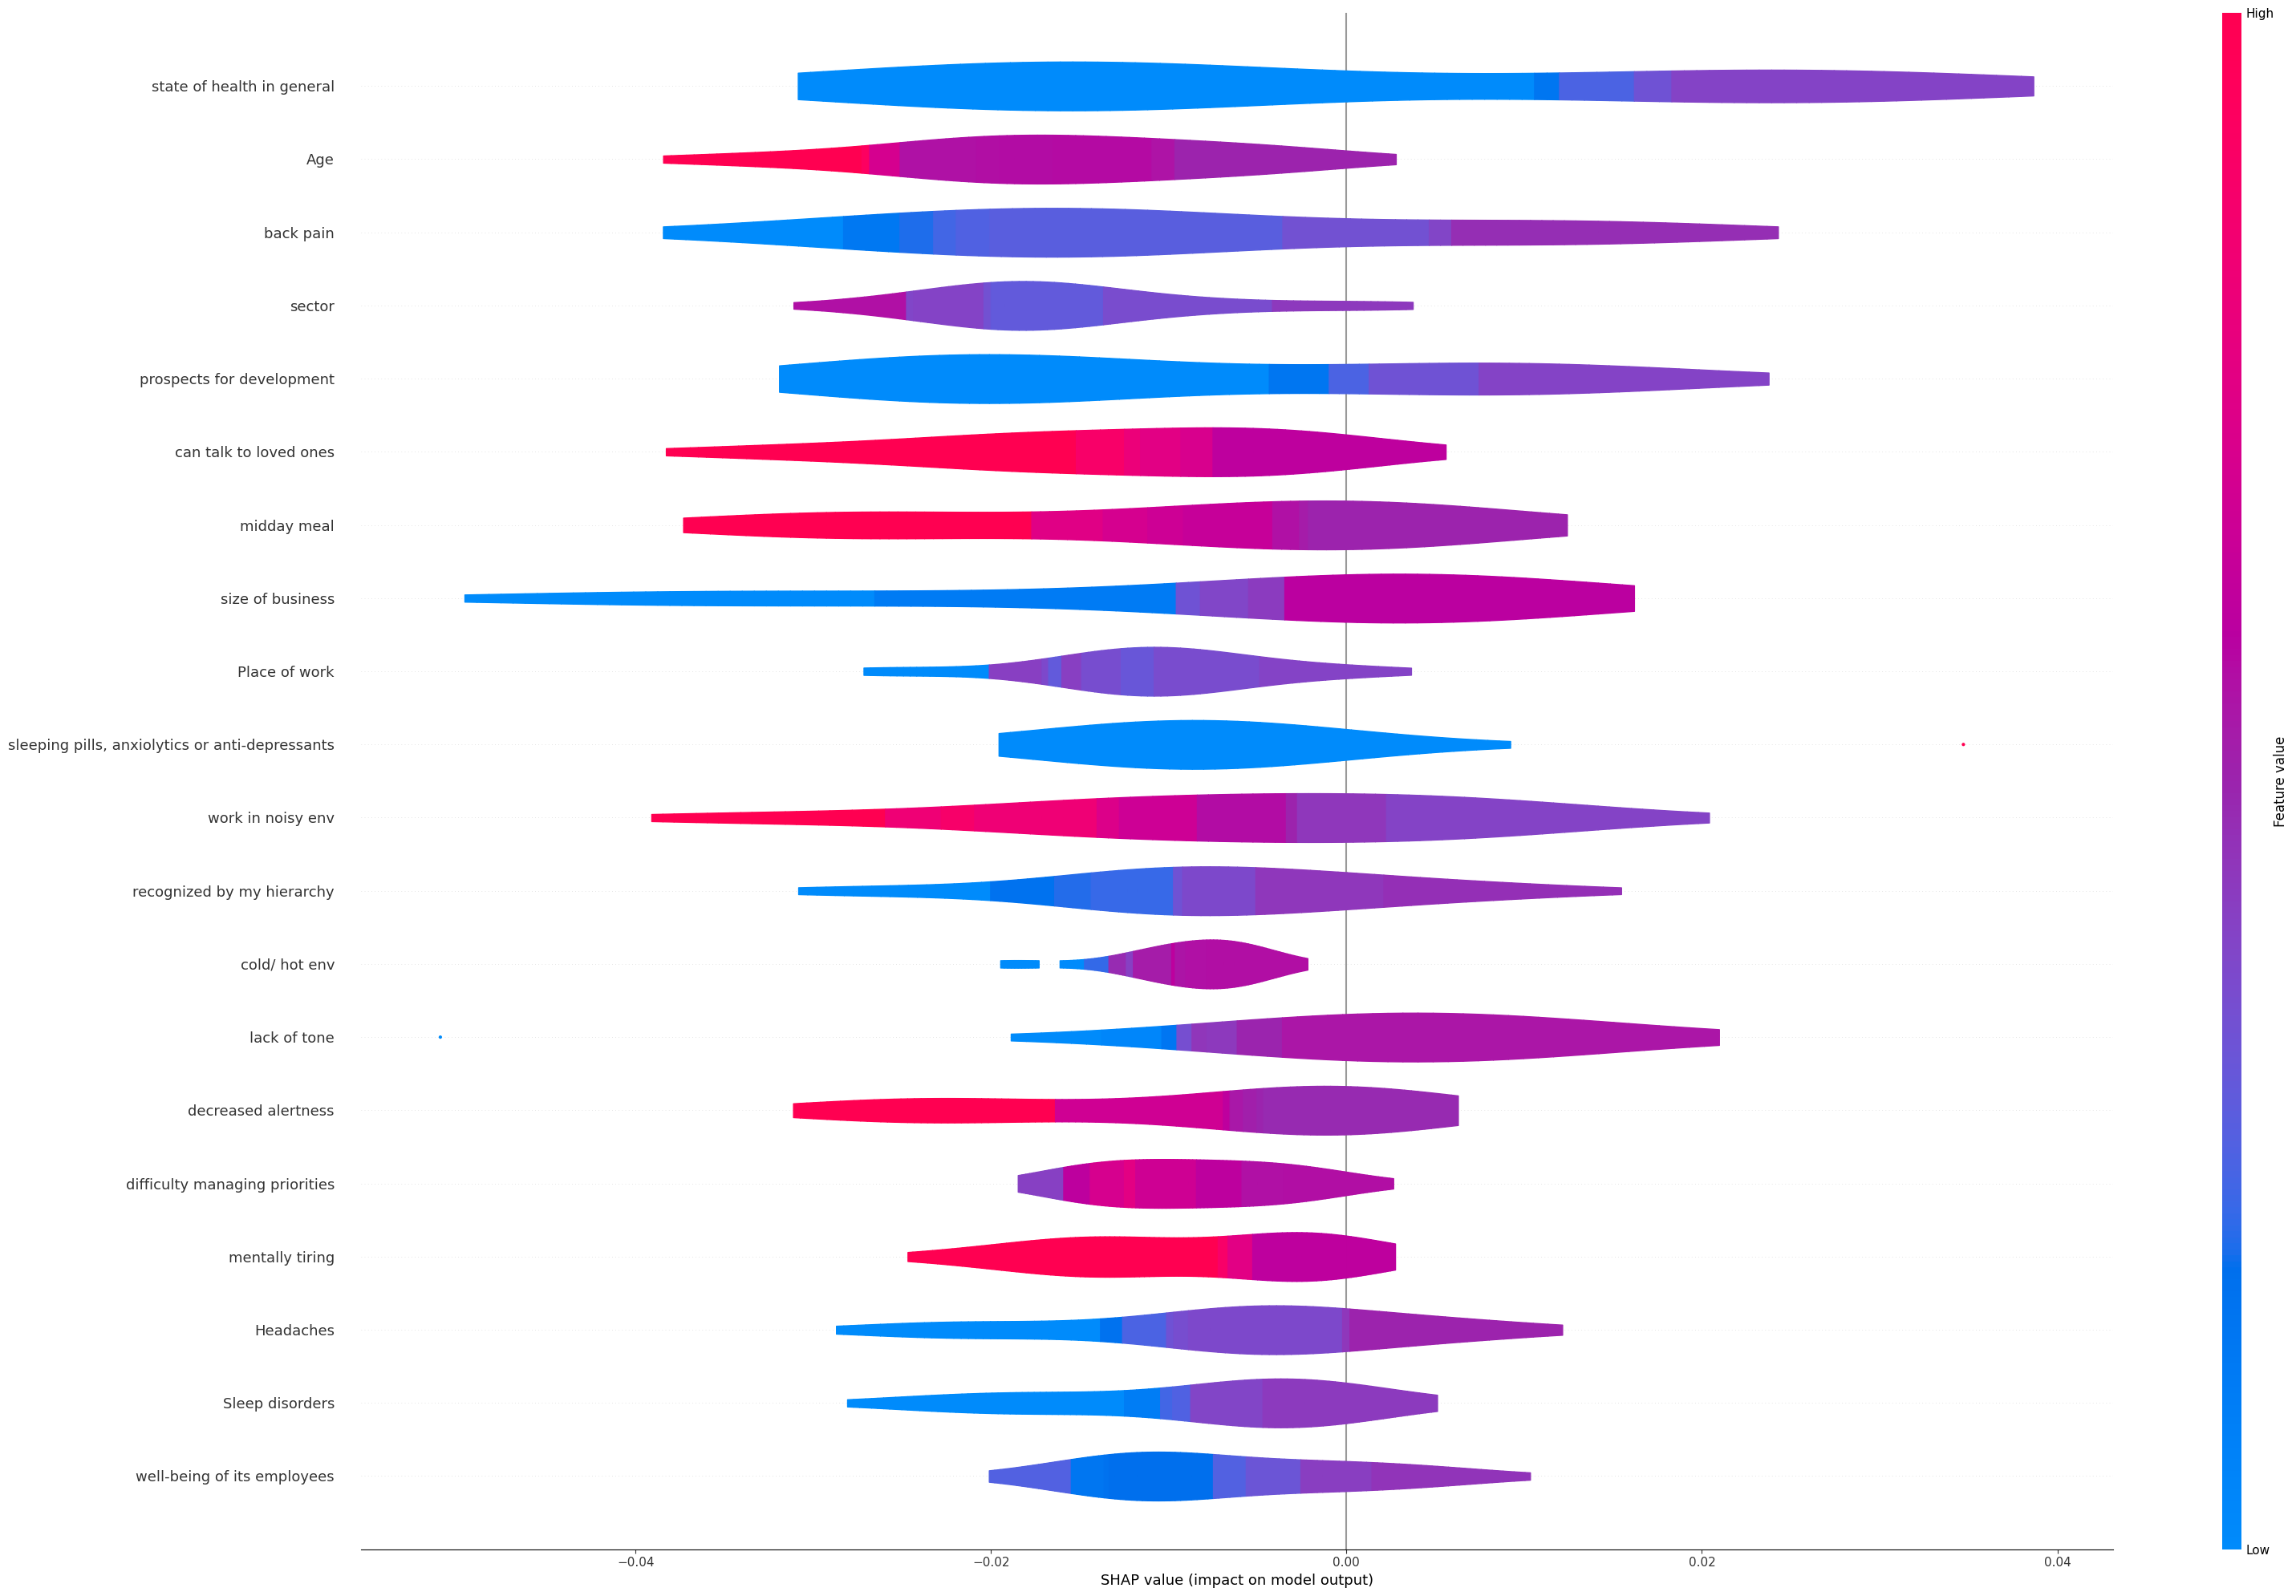 High
state of health in general
Age
back pain
sector
prospects for development
can talk to loved ones
midday meal
size of business
Place of work
sleeping pills, anxiolytics or anti-depressants
work in noisy env
recognized by my hierarchy
cold/ hot env
lack of tone
decreased alertness
difficulty managing priorities
mentally tiring
Headaches
Sleep disorders
well-being of its employees
Feature value
Low
−0.04 −0.02 0.00 0.02 0.04
SHAP value (impact on model output)